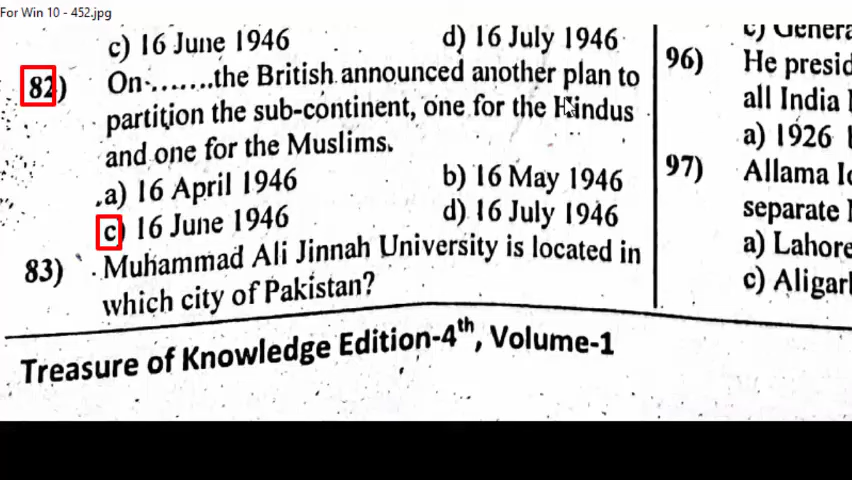 For Win 10 - 452.jpg
c) 16 June 1946 d) 16 July 1946
82) On.......the British announced another plan to
partition the sub-continent, one for the Hindus
and one for the Muslims.
a) 16 April 1946 b) 16 May 1946
c) 16 June 1946 d) 16 July 1946
83) Muhammad Ali Jinnah University is located in
which city of Pakistan?
96) He presid
all India
a) 1926
97) Allama
separate
a) Lahore
c) Aligarh
Treasure of Knowledge Edition-4th, Volume-1